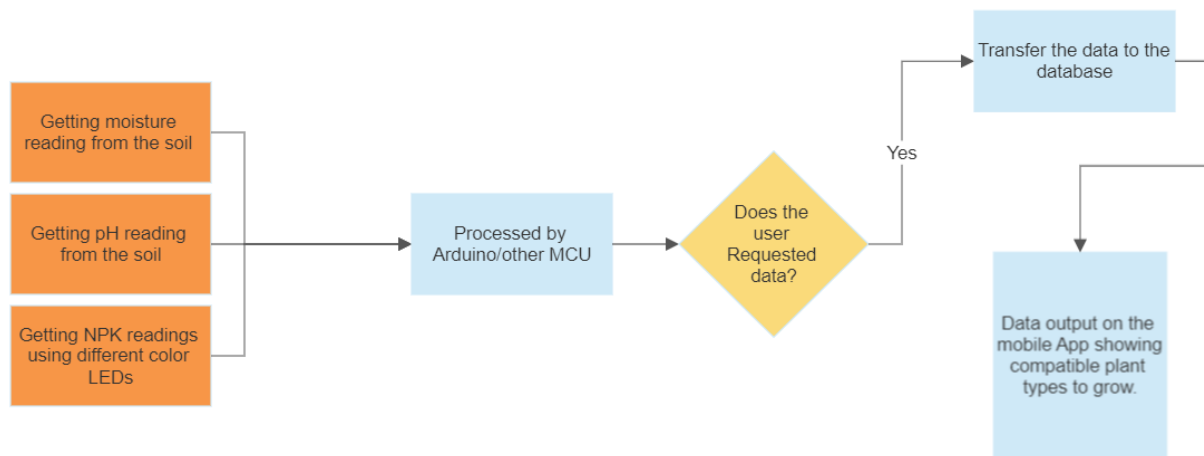 Getting moisture
reading from the soil
Getting pH reading
from the soil
Getting NPK readings
using different color
LEDs
Processed by
Arduino/other MCU
Does the
user
Requested
data?
Yes
Transfer the data to the
database
Data output on the
mobile App showing
compatible plant
types to grow.